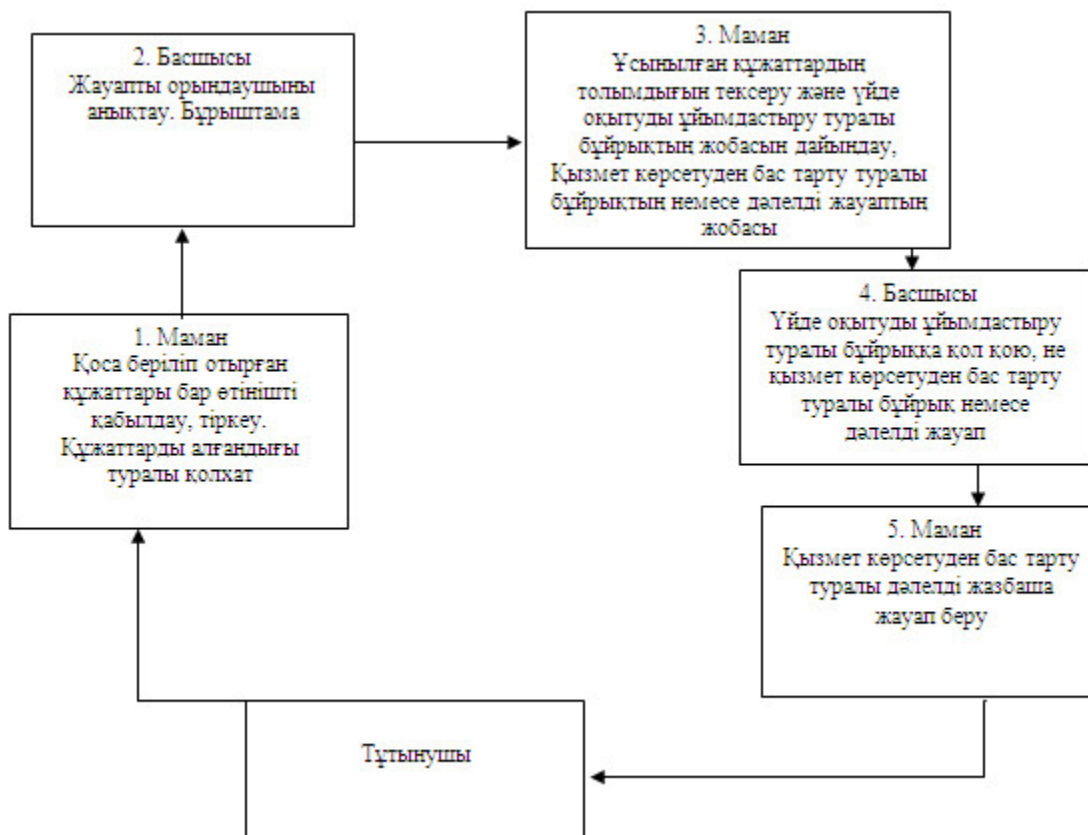 2. Басшысы
Жауапты орындаушыны
анықтау. Бұрыштама
3. Маман
Ұсынылған құжаттардың
толымдығын тексеру және үйде
оқытуды ұйымдастыру туралы
бұйрықтың жобасын дайындау,
Қызмет көрсетуден бас тарту туралы
бұйрықтың немесе дәлелді жауаптың
жобасы
4. Басшысы
Үйде оқытуды ұйымдастыру
туралы бұйрыққа қол қою, не
қызмет көрсетуден бас тарту
туралы бұйрық немесе
дәлелді жауап
1. Маман
Қоса беріліп отырған
құжаттары бар өтінішті
қабылдау, тіркеу.
Құжаттарды алғандығы
туралы қолхат
5. Маман
Қызмет көрсетуден бас тарту
туралы дәлелді жазбаша
жауап беру
Тұтынушы